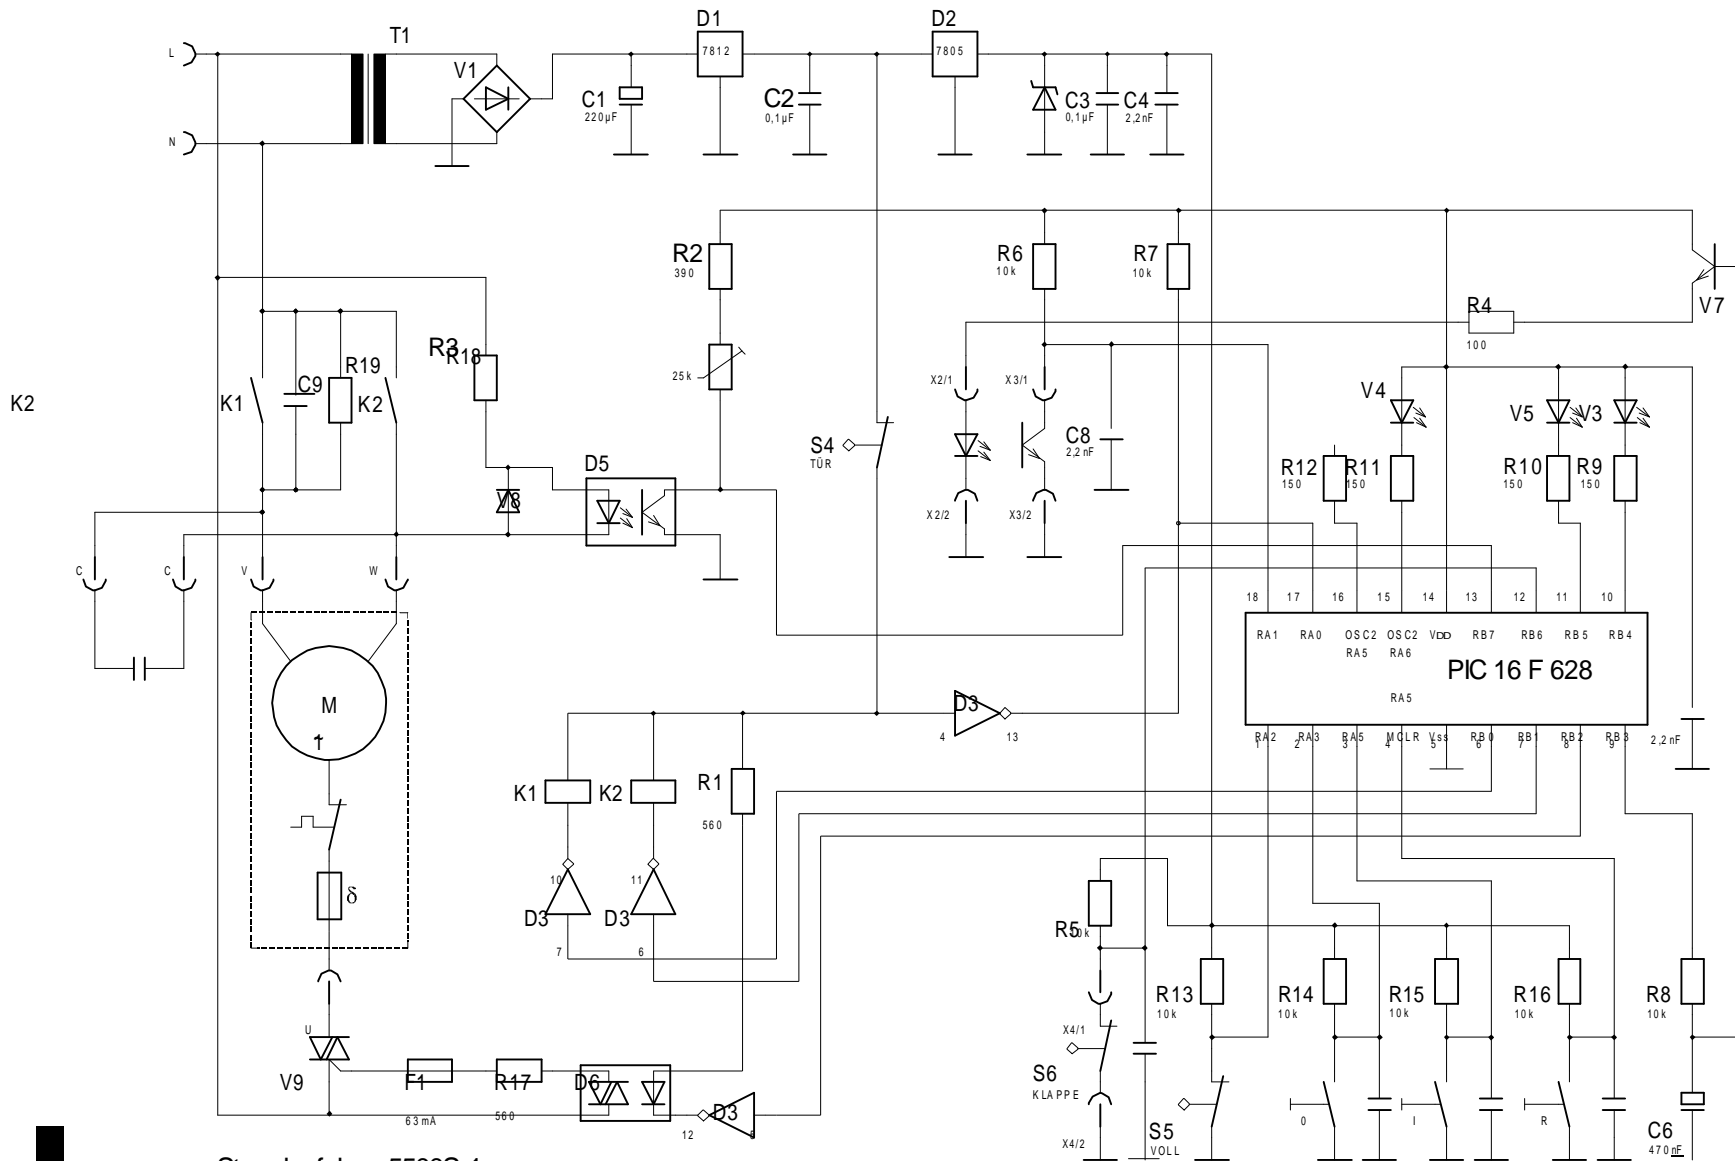 D1
D2
T1
L
7812
7805
V1
C1
220µF
C2
0,1µF
C3
0,1µF
C4
2,2nF
N
R2
390
R6
10k
R7
10k
V7
R4
100
R3
R18
25k
K2
K1
C9
R19
K2
X2/1
X3/1
V4
V5
V3
S4
TÜR
C8
2,2nF
D5
V8
R12
150
R11
150
R10
150
R9
150
X2/2
X3/2
C
C
V
W
18
17
16
15
14
13
12
11
10
RA1
RA0
OSC2
OSC2
VDD
RB7
RB6
RB5
RB4
RA5
RA6
PIC 16 F 628
RA5
M
1
D3
4
13
RA2
RA3
RA5
MCLR
Vss
RB0
RB1
RB2
RB3
1
2
3
4
5
6
7
8
9
2,2nF
K1
K2
R1
560
10
11
D3
D3
7
6
δ
R5
10k
R13
10k
R14
10k
R15
10k
R16
10k
R8
10k
U
V9
F1
63mA
R17
560
D6
D3
12
X4/1
S6
KLAPPE
X4/2
S5
VOLL
0
I
R
C6
470nF